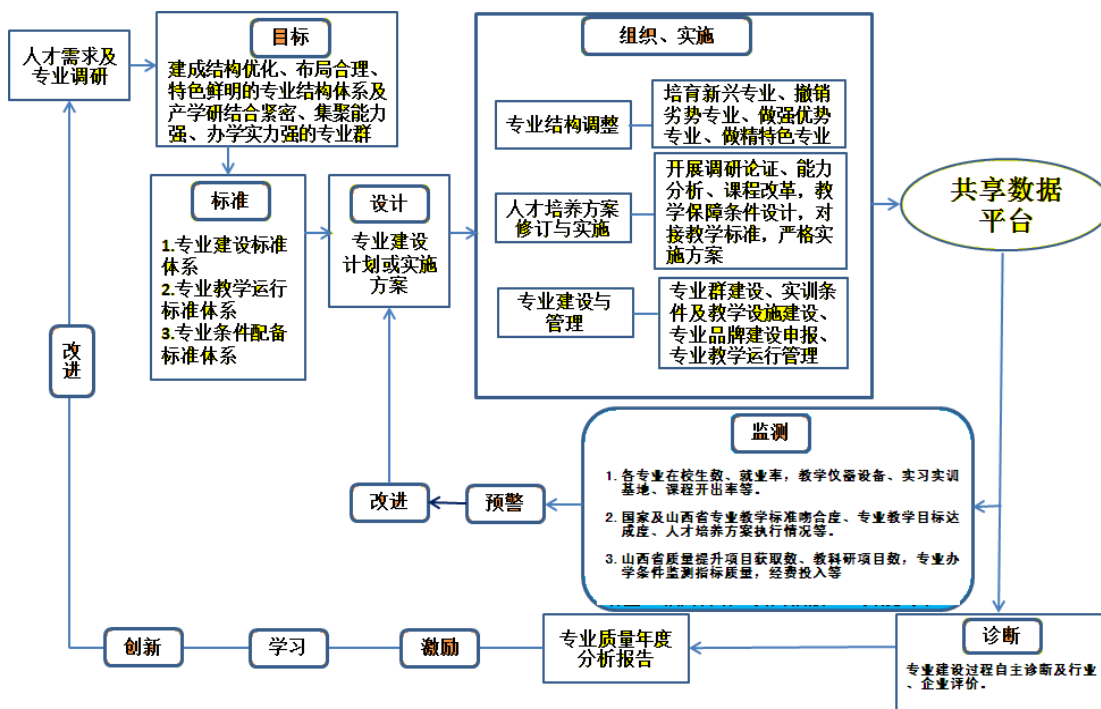 人才需求及
专业调研
目标
建成结构优化、布局合理、
特色鲜明的专业结构体系及
产学研结合紧密、集聚能力
强、办学实力强的专业群
标准
1.专业建设标准
体系
2.专业教学运行
标准体系
3.专业条件配备
标准体系
设计
专业建设
计划或实施
方案
组织、实施
专业结构调整
培育新兴专业、撤销
劣势专业、做强优势
专业、做精特色专业
人才培养方案
修订与实施
开展调研论证、能力
分析、课程改革，教
学保障条件设计，对
接教学标准，严格实
施方案
专业建设与
管理
专业群建设、实训条
件及教学设施建设、
专业品牌建设申报、
专业教学运行管理
共享数据
平台
监测
1. 各专业在校生数、就业率，教学仪器设备、实习实训
基地、课程开出率等。
2. 国家及山西省专业教学标准吻合度、专业教学目标达
成度、人才培养方案执行情况等。
3. 山西省质量提升项目获取数、教科研项目数，专业办
学条件监测指标质量，经费投入等
预警
改进
诊断
专业建设过程自主诊断及行业
、企业评价。
专业质量年度
分析报告
激励
学习
创新
改进